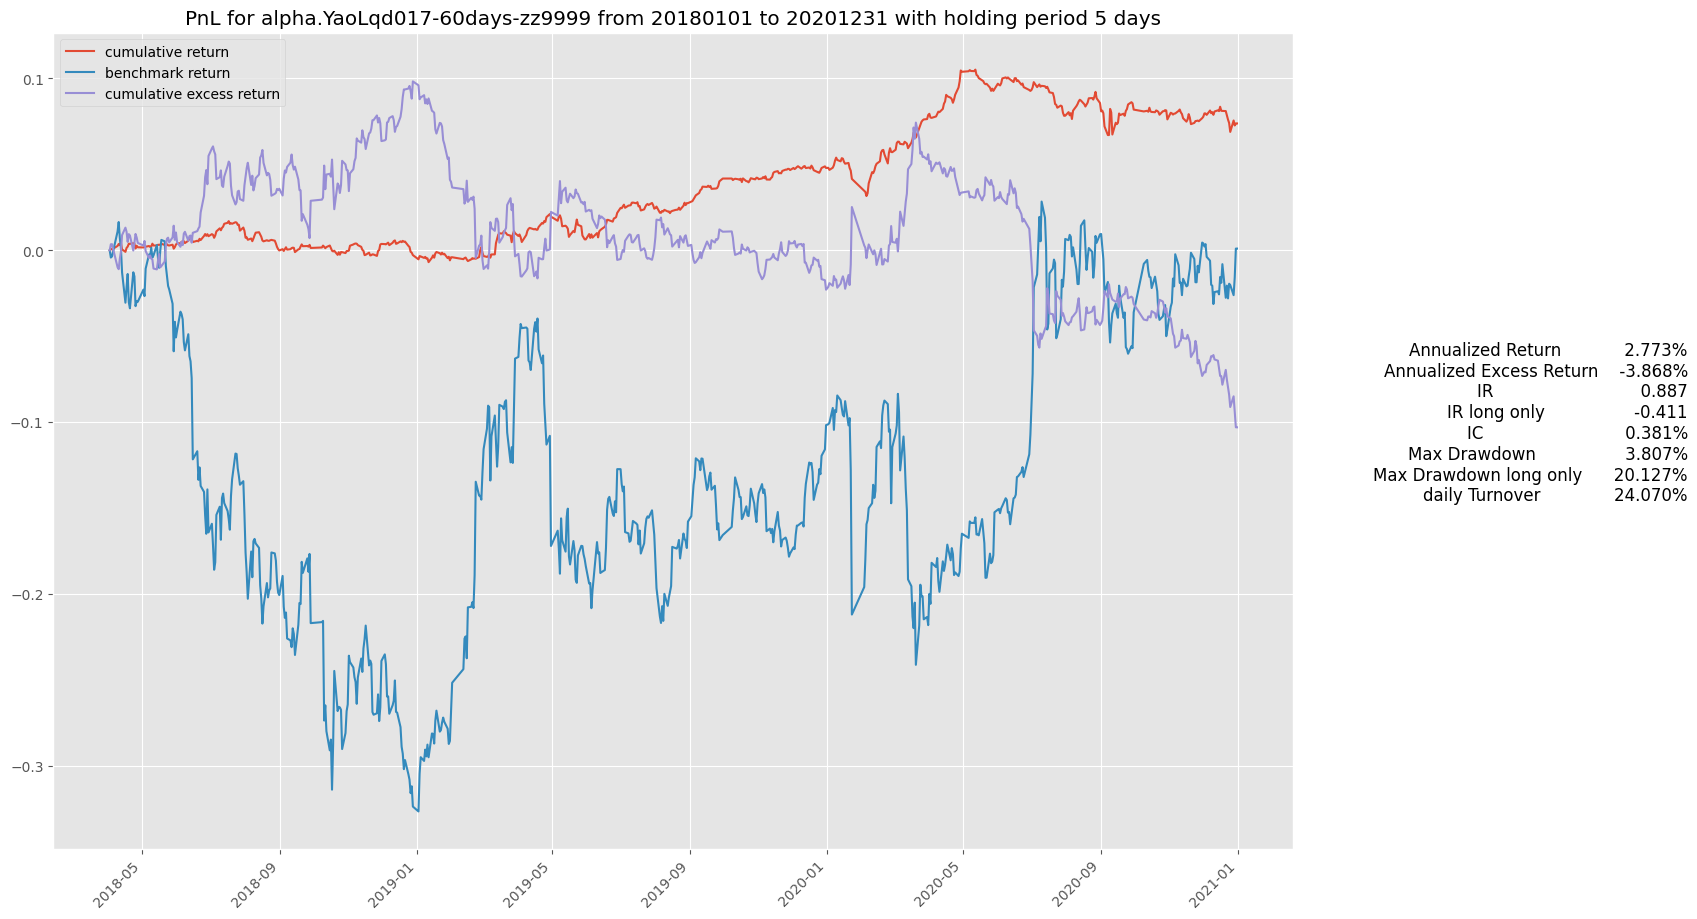 PnL for alpha.YaoLqd017-60days-zz9999 from 20180101 to 20201231 with holding period 5 days
cumulative return
benchmark return
cumulative excess return
0.1
0.0
−0.1
−0.2
−0.3
2018-05
2018-09
2019-01
2019-05
2019-09
2020-01
2020-05
2020-09
2021-01
Annualized Return 2.773%
Annualized Excess Return -3.868%
IR 0.887
IR long only -0.411
IC 0.381%
Max Drawdown 3.807%
Max Drawdown long only 20.127%
daily Turnover 24.070%